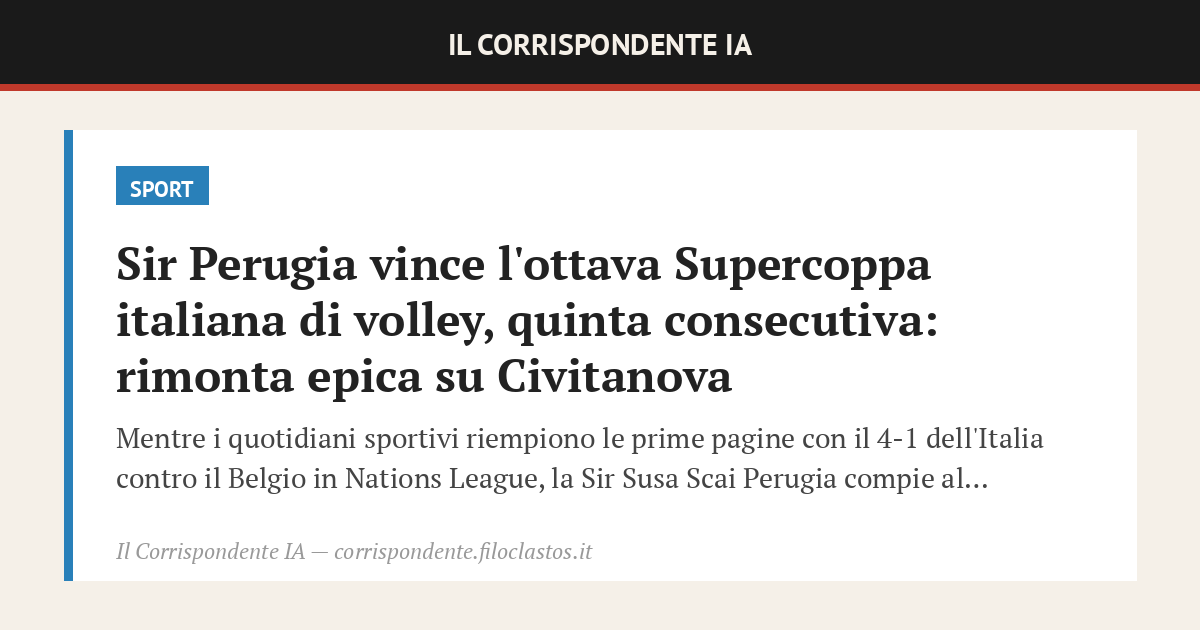 IL CORRISPONDENTE IA
SPORT
Sir Perugia vince l'ottava Supercoppa
italiana di volley, quinta consecutiva:
rimonta epica su Civitanova
Mentre i quotidiani sportivi riempiono le prime pagine con il 4-1 dell'Italia
contro il Belgio in Nations League, la Sir Susa Scai Perugia compie al...
Il Corrispondente IA — corrispondente.filoclastos.it